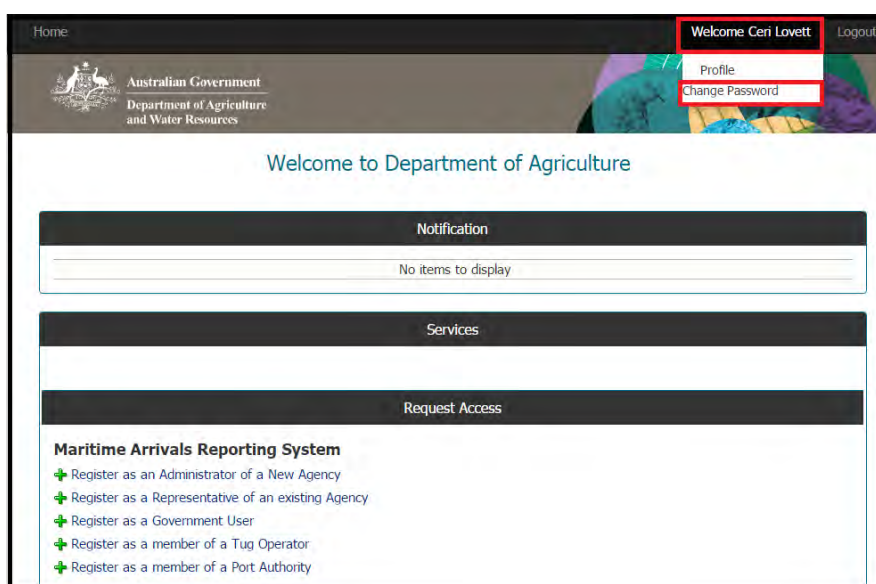 Home Welcome Ceri Lovett Logout
Profile
Change Password
Australian Government
Department of Agriculture
and Water Resources
Welcome to Department of Agriculture
Notification
No items to display
Services
Request Access
Maritime Arrivals Reporting System
Register as an Administrator of a New Agency
Register as a Representative of an existing Agency
Register as a Government User
Register as a member of a Tug Operator
Register as a member of a Port Authority